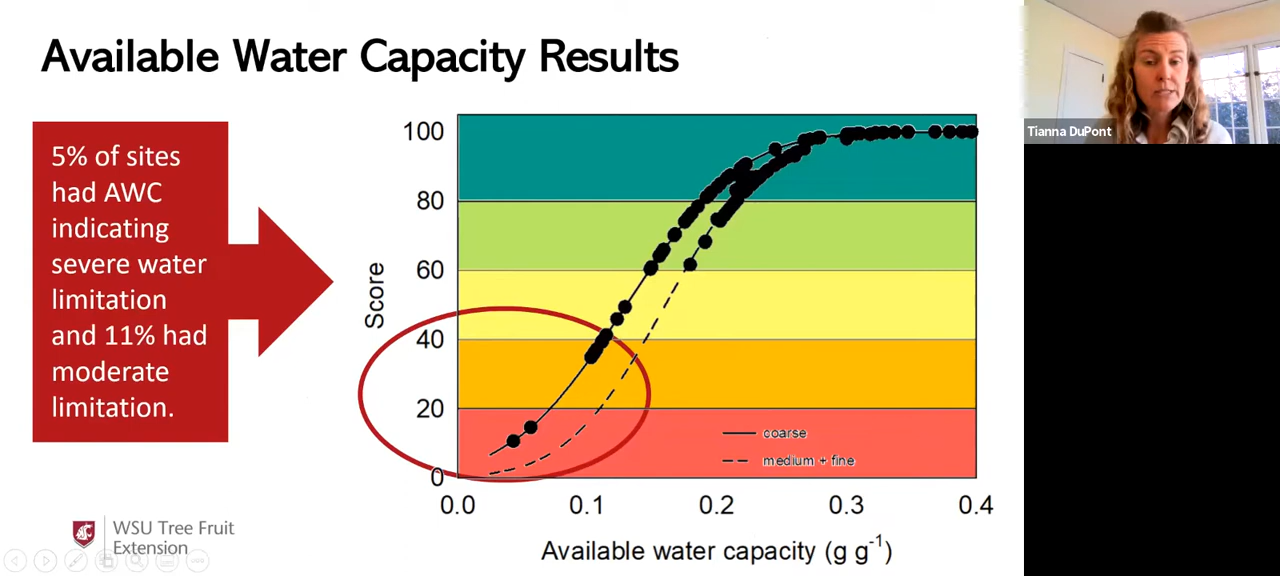 Available Water Capacity Results
5% of sites
had AWC
indicating
severe water
limitation
and 11% had
moderate
limitation.
Score
100
80
60
40
20
0
0.0
0.1
0.2
0.3
0.4
coarse
medium + fine
Available water capacity (g g⁻¹)
WSU Tree Fruit
Extension
Tianna DuPont